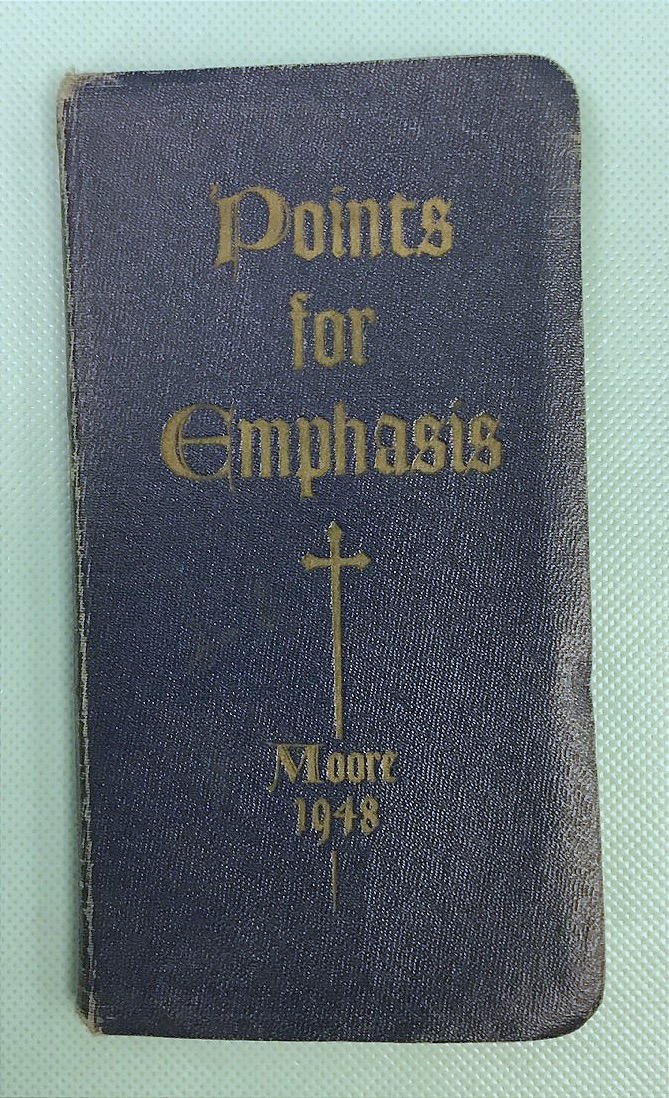 Points
for
Emphasis
Moore
1948